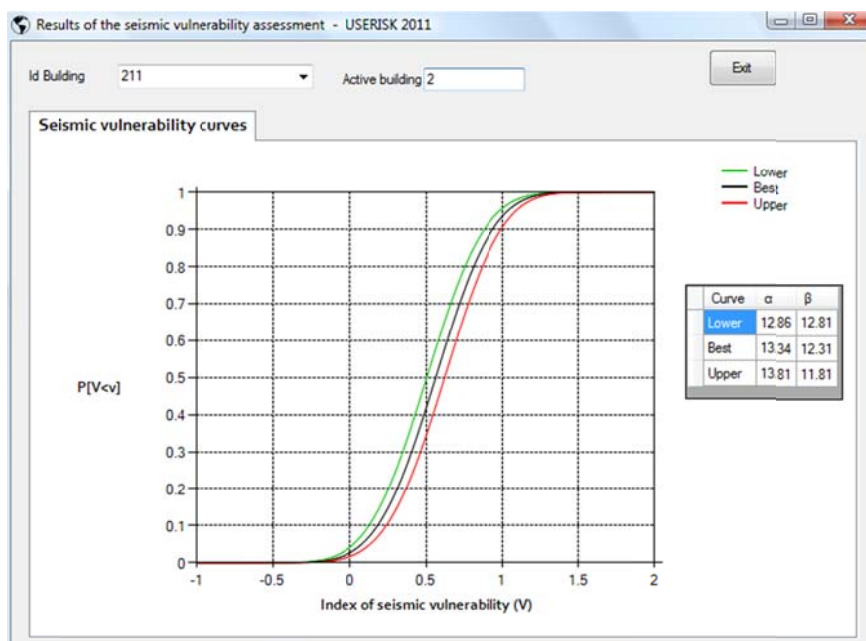 Results of the seismic vulnerability assessment - USERISK 2011
Id Building 211 Active building 2 Exit
Seismic vulnerability curves
Lower
Best
Upper
1
0.9
0.8
0.7
0.6
0.5
0.4
0.3
0.2
0.1
0
P[V<v]
-1 0 0.5 1 1.5 2
Index of seismic vulnerability (V)
Curve α β
Lower 12.86 12.81
Best 13.34 12.31
Upper 13.81 11.81